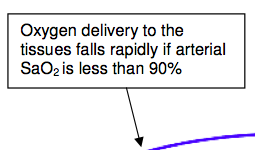 Oxygen delivery to the
tissues falls rapidly if arterial
SaO₂ is less than 90%